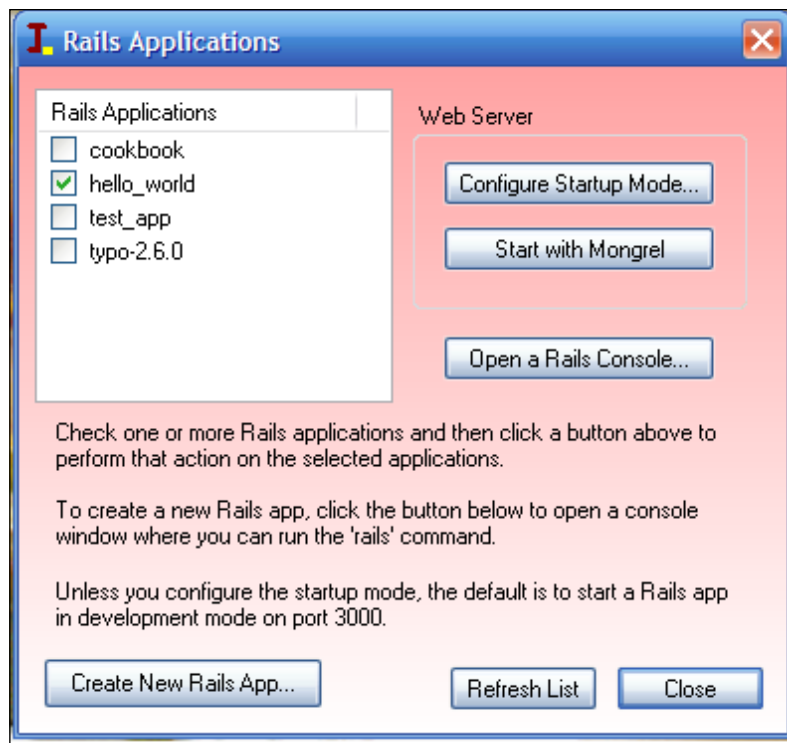 Rails Applications
Rails Applications
cookbook
hello_world
test_app
typo-2.6.0
Web Server
Configure Startup Mode...
Start with Mongrel
Open a Rails Console...
Check one or more Rails applications and then click a button above to
perform that action on the selected applications.
To create a new Rails app, click the button below to open a console
window where you can run the 'rails' command.
Unless you configure the startup mode, the default is to start a Rails app
in development mode on port 3000.
Create New Rails App...
Refresh List
Close